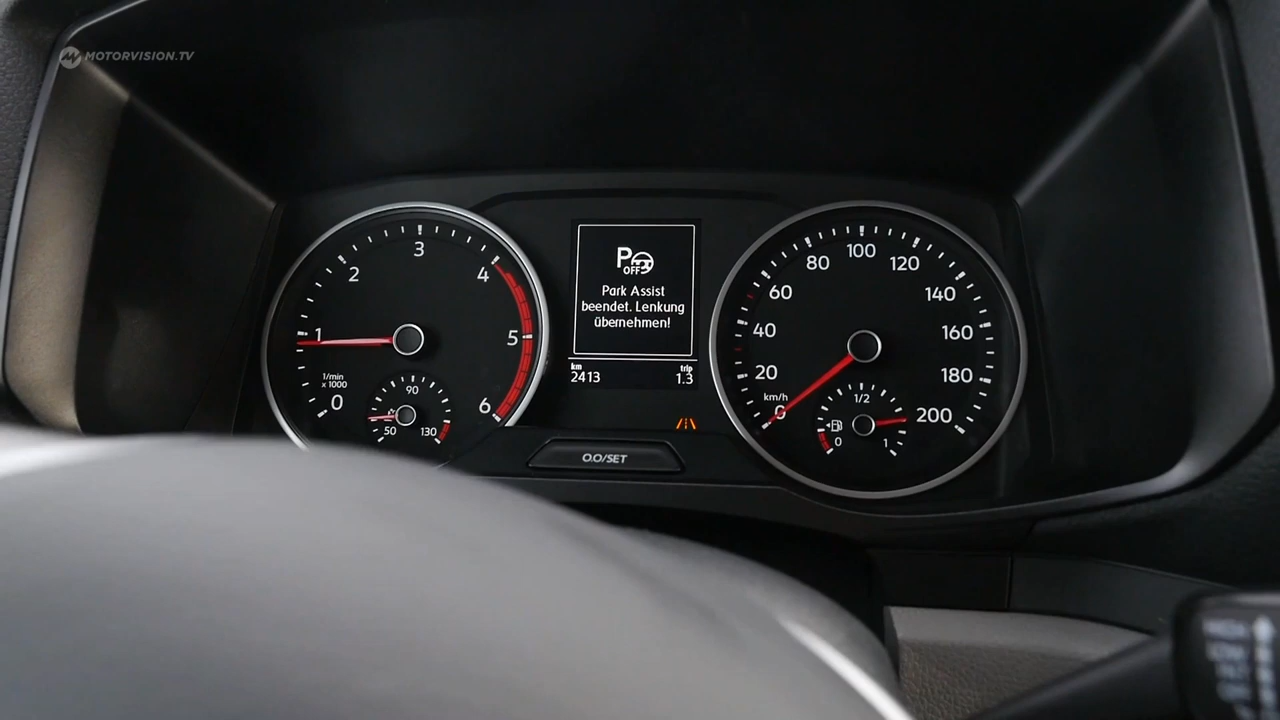 MOTORVISION.TV
1/min
x 1000
0
1
2
3
4
5
6
50
90
130
P
OFF
Park Assist
beendet. Lenkung
übernehmen!
km
2413
trip
1.3
0.0/SET
km/h
0
20
40
60
80
100
120
140
160
180
200
0
1/2
1